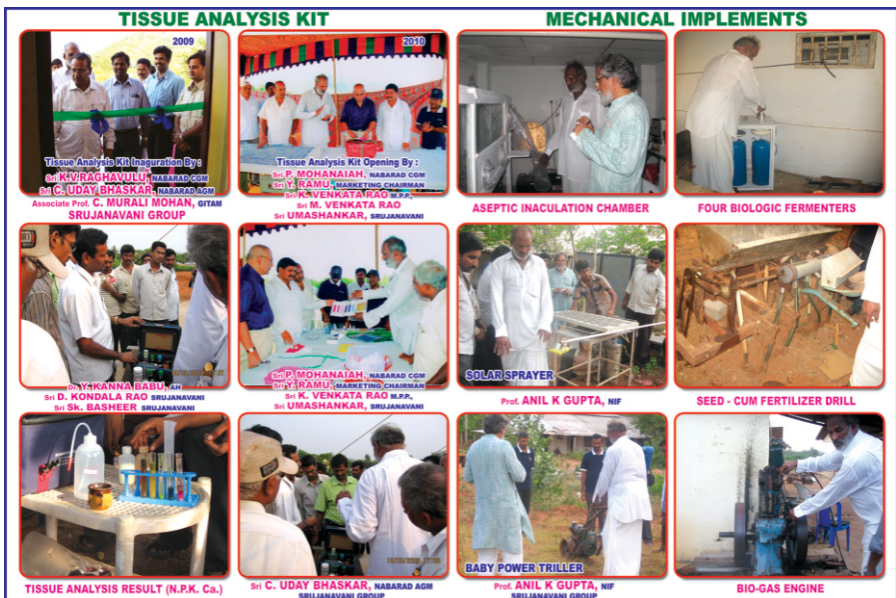 TISSUE ANALYSIS KIT
MECHANICAL IMPLEMENTS
2009
Tissue Analysis Kit Inaguration By :
Sri K.V.RAGHAVULU, NABARAD CGM
Sri C. UDAY BHASKAR, NABARAD AGM
Associate Prof. C. MURALI MOHAN, GITAM
SRUJANAVANI GROUP
2010
Tissue Analysis Kit Opening By :
Sri P. MOHANAIAH, NABARAD CGM
Sri Y. RAMU, MARKETING CHAIRMAN
Sri K. VENKATA RAO M.P.P.,
Sri M. VENKATA RAO
Sri UMASHANKAR, SRUJANAVANI
ASEPTIC INACULATION CHAMBER
FOUR BIOLOGIC FERMENTERS
Dr. Y. KANNA BABU, AH
Sri D. KONDALA RAO SRUJANAVANI
Sri Sk. BASHEER SRUJANAVANI
Sri P. MOHANAIAH, NABARAD CGM
Sri Y. RAMU, MARKETING CHAIRMAN
Sri K. VENKATA RAO M.P.P.,
Sri UMASHANKAR, SRUJANAVANI
SOLAR SPRAYER
Prof. ANIL K GUPTA, NIF
SEED - CUM FERTILIZER DRILL
TISSUE ANALYSIS RESULT (N.P.K. Ca.)
Sri C. UDAY BHASKAR, NABARAD AGM
SRUJANAVANI GROUP
BABY POWER TRILLER
Prof. ANIL K GUPTA, NIF
SRUJANAVANI GROUP
BIO-GAS ENGINE